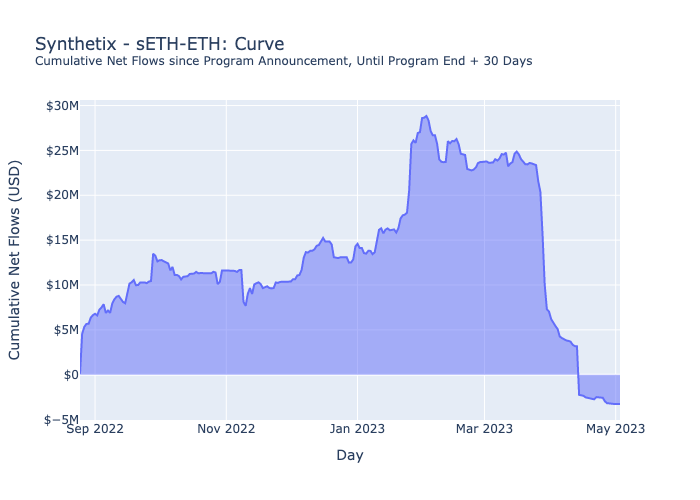 Synthetix - sETH-ETH: Curve
Cumulative Net Flows since Program Announcement, Until Program End + 30 Days
Cumulative Net Flows (USD)
$30M
$25M
$20M
$15M
$10M
$5M
$0
$−5M
Sep 2022 Nov 2022 Jan 2023 Mar 2023 May 2023
Day